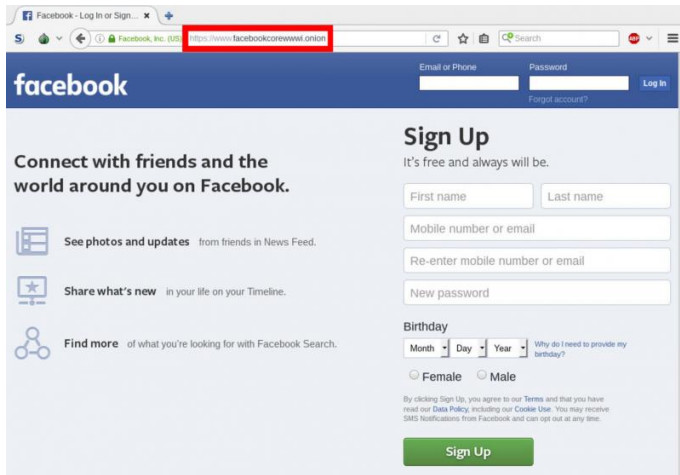 Facebook - Log In or Sign...
Facebook, Inc. (US) https://www.facebookcorewwwi.onion
Search
ABP
facebook
Email or Phone
Password
Log In
Forgot account?
Connect with friends and the
world around you on Facebook.
See photos and updates from friends in News Feed.
Share what's new in your life on your Timeline.
Find more of what you're looking for with Facebook Search.
Sign Up
It's free and always will be.
First name
Last name
Mobile number or email
Re-enter mobile number or email
New password
Birthday
Month
Day
Year
Why do I need to provide my
birthday?
Female
Male
By clicking Sign Up, you agree to our Terms and that you have
read our Data Policy, including our Cookie Use. You may receive
SMS Notifications from Facebook and can opt out at any time.
Sign Up